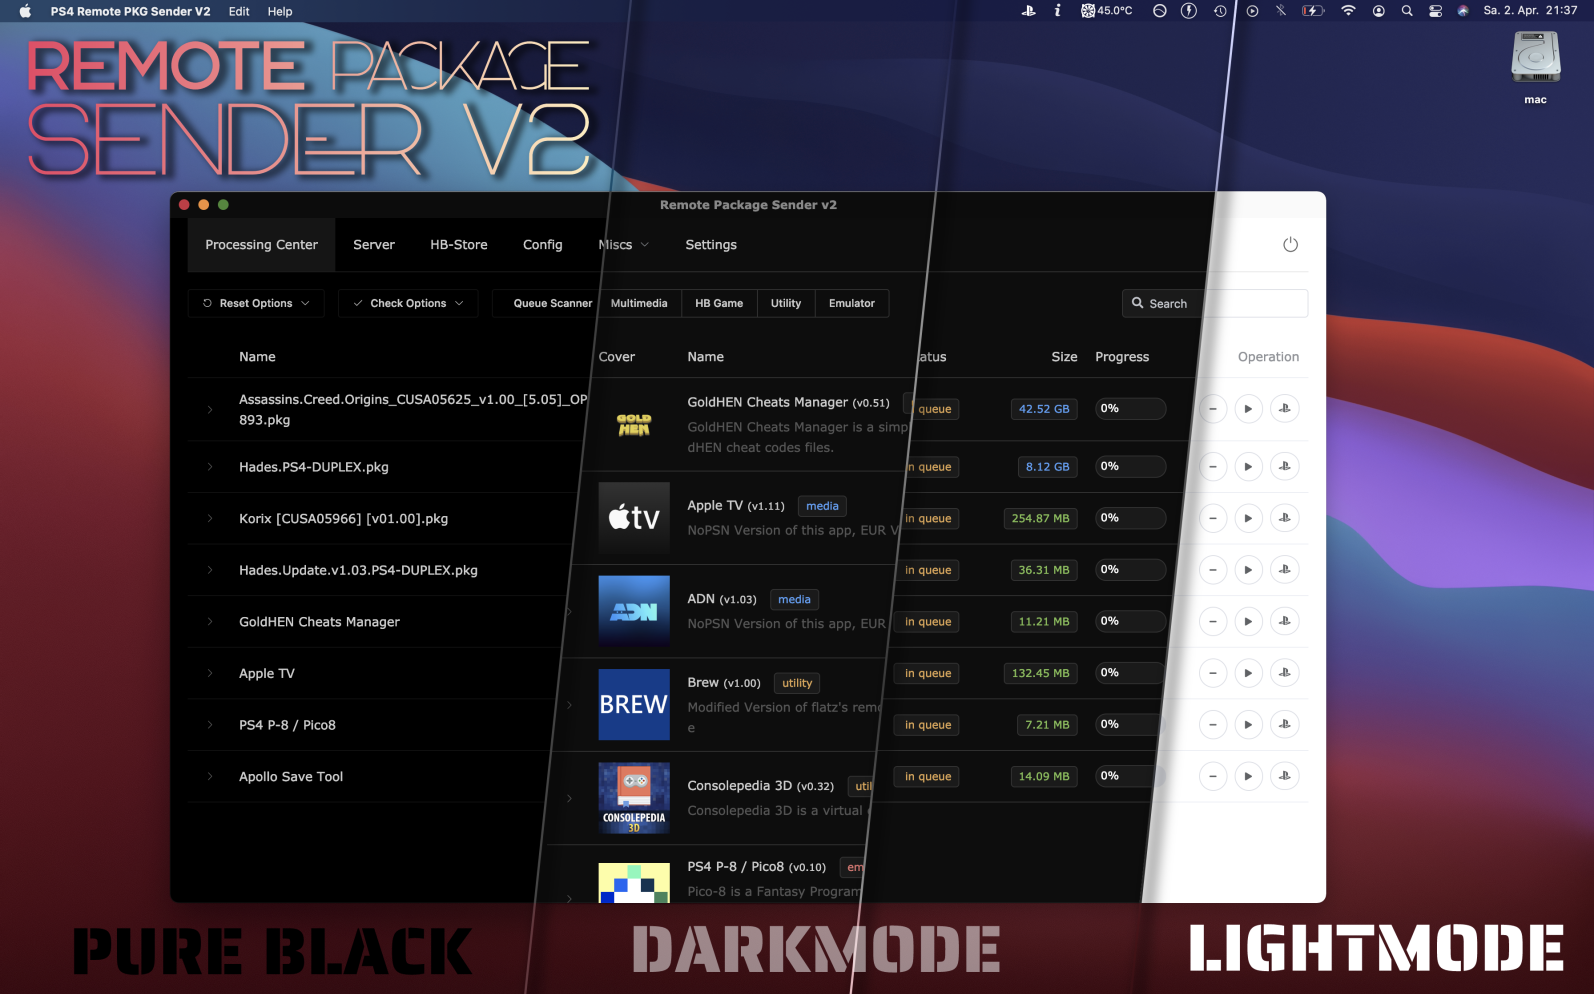 PS4 Remote PKG Sender V2 Edit Help 45.0°C Sa. 2. Apr. 21:37
REMOTE PACKAGE
SENDER V2
mac
Remote Package Sender v2
Processing Center Server HB-Store Config Miscs Settings
Reset Options Check Options Queue Scanner Multimedia HB Game Utility Emulator Search
Name Cover Name atus Size Progress Operation
Assassins.Creed.Origins_CUSA05625_v1.00_[5.05]_OP
893.pkg
Hades.PS4-DUPLEX.pkg
Korix [CUSA05966] [v01.00].pkg
Hades.Update.v1.03.PS4-DUPLEX.pkg
GoldHEN Cheats Manager
Apple TV
PS4 P-8 / Pico8
Apollo Save Tool
GOLD
HEN
GoldHEN Cheats Manager (v0.51)
GoldHEN Cheats Manager is a simp
dHEN cheat codes files.
tv
Apple TV (v1.11) media
NoPSN Version of this app, EUR V
ADN
ADN (v1.03) media
NoPSN Version of this app, EUR
BREW
Brew (v1.00) utility
Modified Version of flatz's remo
e
CONSOLEPEDIA
3D
Consolepedia 3D (v0.32) util
Consolepedia 3D is a virtual
PS4 P-8 / Pico8 (v0.10) em
Pico-8 is a Fantasy Program
queue 42.52 GB 0%
n queue 8.12 GB 0%
in queue 254.87 MB 0%
in queue 36.31 MB 0%
in queue 11.21 MB 0%
in queue 132.45 MB 0%
in queue 7.21 MB 0%
in queue 14.09 MB 0%
PURE BLACK DARKMODE LIGHTMODE